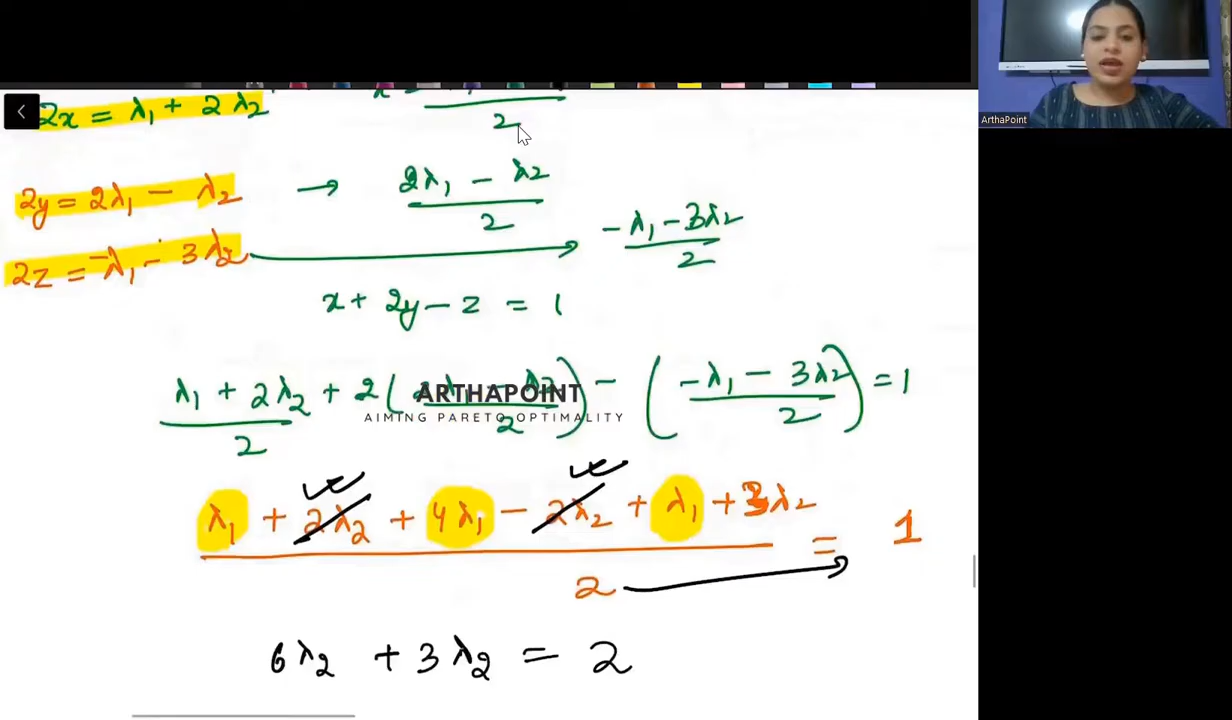 2x = λ₁ + 2λ₂
2
2y = 2λ₁ − λ₂ → 2λ₁ − λ₂
2
2z = −λ₁ − 3λ₂ → −λ₁ − 3λ₂
2
x + 2y − z = 1
λ₁ + 2λ₂ + 2(2λ₁ − λ₂) − (−λ₁ − 3λ₂) = 1
2 2 2
ARTHAPOINT
AIMING PARETO OPTIMALITY
λ₁ + 2λ₂ + 4λ₁ − 2λ₂ + λ₁ + 3λ₂ = 1
2
6λ₂ + 3λ₂ = 2
ArthaPoint